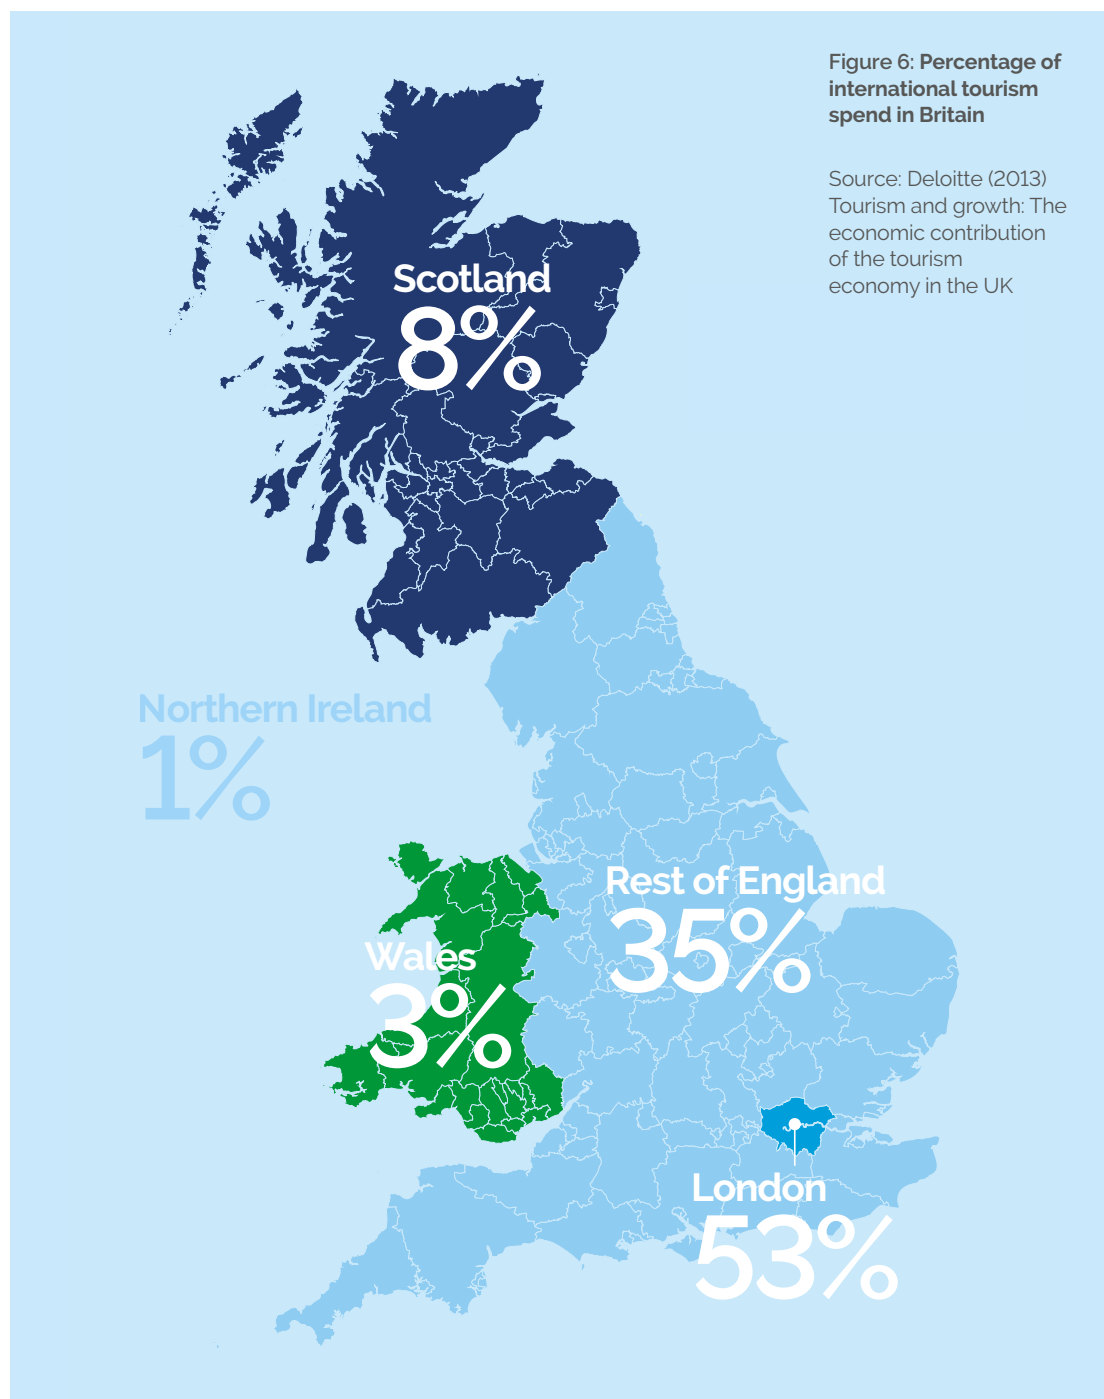 Figure 6: Percentage of
international tourism
spend in Britain
Source: Deloitte (2013)
Tourism and growth: The
economic contribution
of the tourism
economy in the UK
Scotland
8%
Northern Ireland
1%
Rest of England
35%
Wales
3%
London
53%